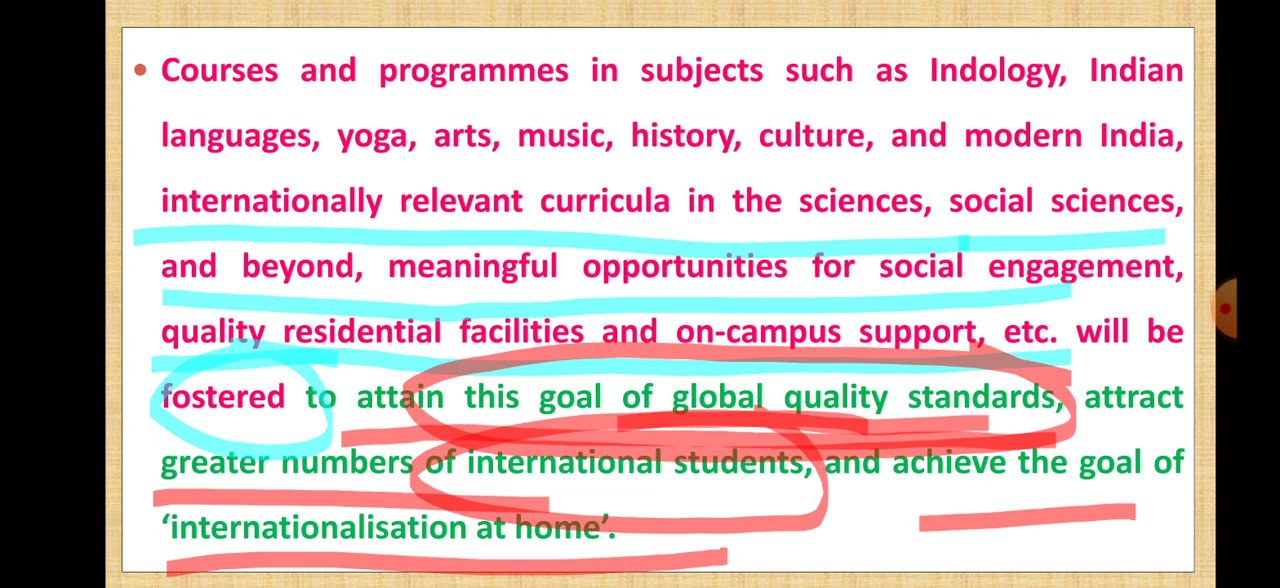 • Courses and programmes in subjects such as Indology, Indian
languages, yoga, arts, music, history, culture, and modern India,
internationally relevant curricula in the sciences, social sciences,
and beyond, meaningful opportunities for social engagement,
quality residential facilities and on-campus support, etc. will be
fostered to attain this goal of global quality standards, attract
greater numbers of international students, and achieve the goal of
‘internationalisation at home’.